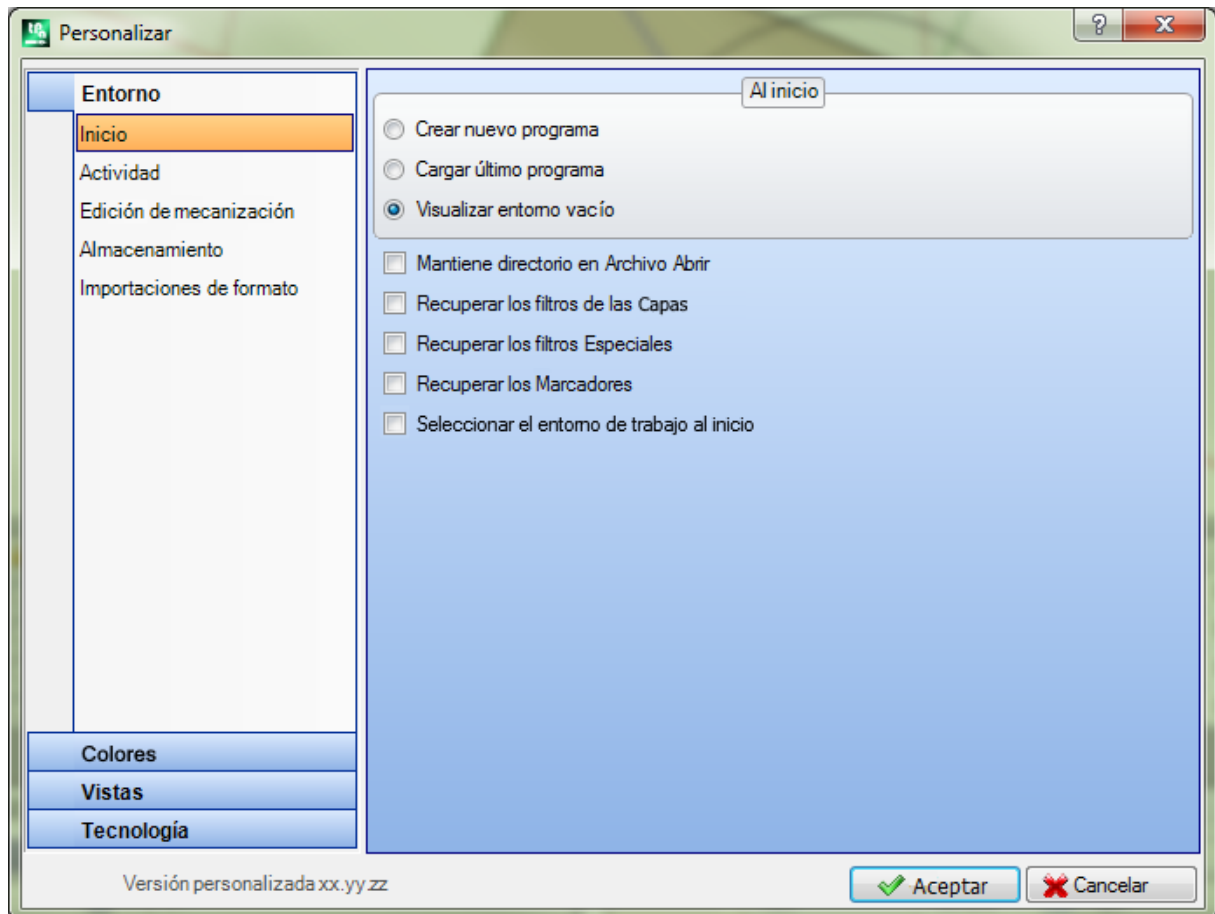 Personalizar
Entorno
Inicio
Actividad
Edición de mecanización
Almacenamiento
Importaciones de formato
Colores
Vistas
Tecnología
Al inicio
Crear nuevo programa
Cargar último programa
Visualizar entorno vacío
Mantiene directorio en Archivo Abrir
Recuperar los filtros de las Capas
Recuperar los filtros Especiales
Recuperar los Marcadores
Seleccionar el entorno de trabajo al inicio
Versión personalizada xx.yy.zz
Aceptar
Cancelar